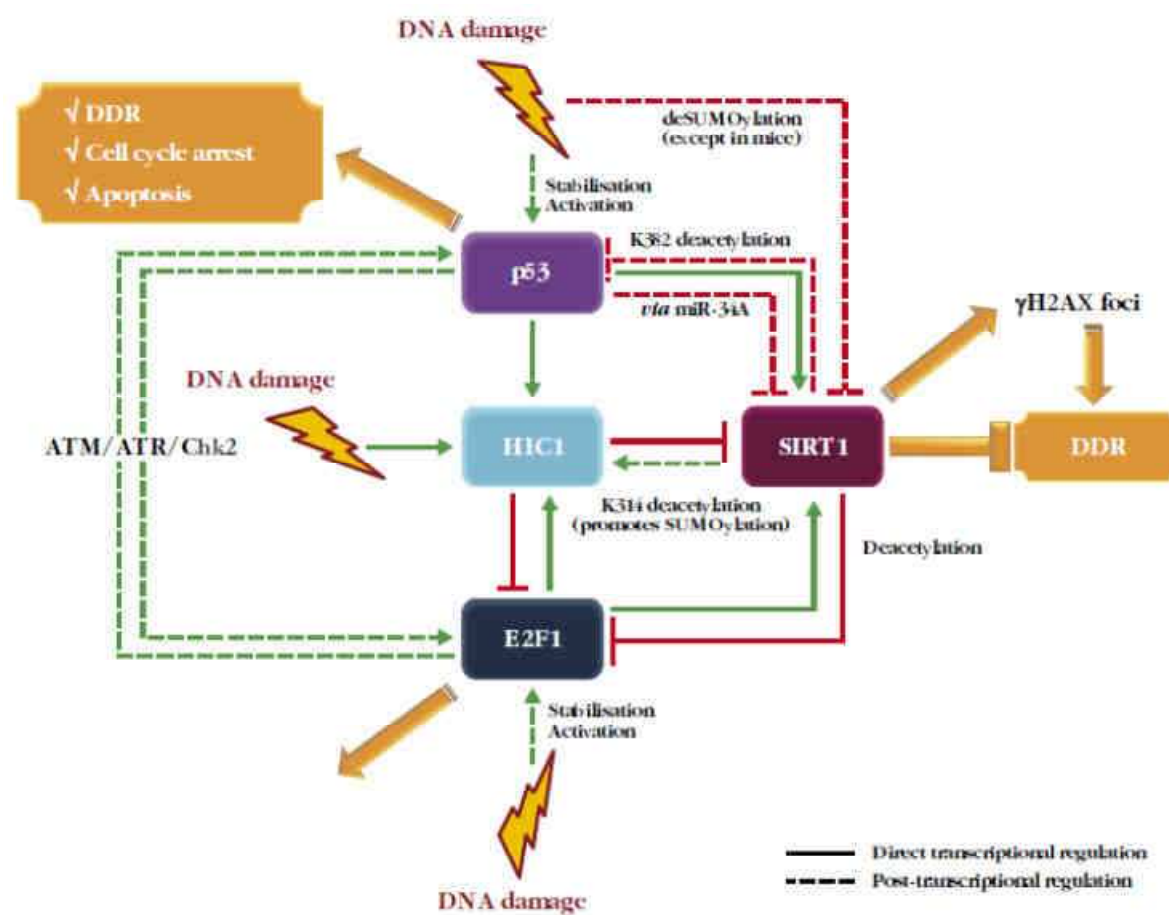 DNA damage
√ DDR
√ Cell cycle arrest
√ Apoptosis
deSUMOylation
(except in mice)
Stabilisation
Activation
K382 deacetylation
p53
via miR-34A
γH2AX foci
DNA damage
ATM/ATR/Chk2
HIC1
SIRT1
DDR
K314 deacetylation
(promotes SUMOylation)
Deacetylation
E2F1
Stabilisation
Activation
DNA damage
Direct transcriptional regulation
Post-transcriptional regulation